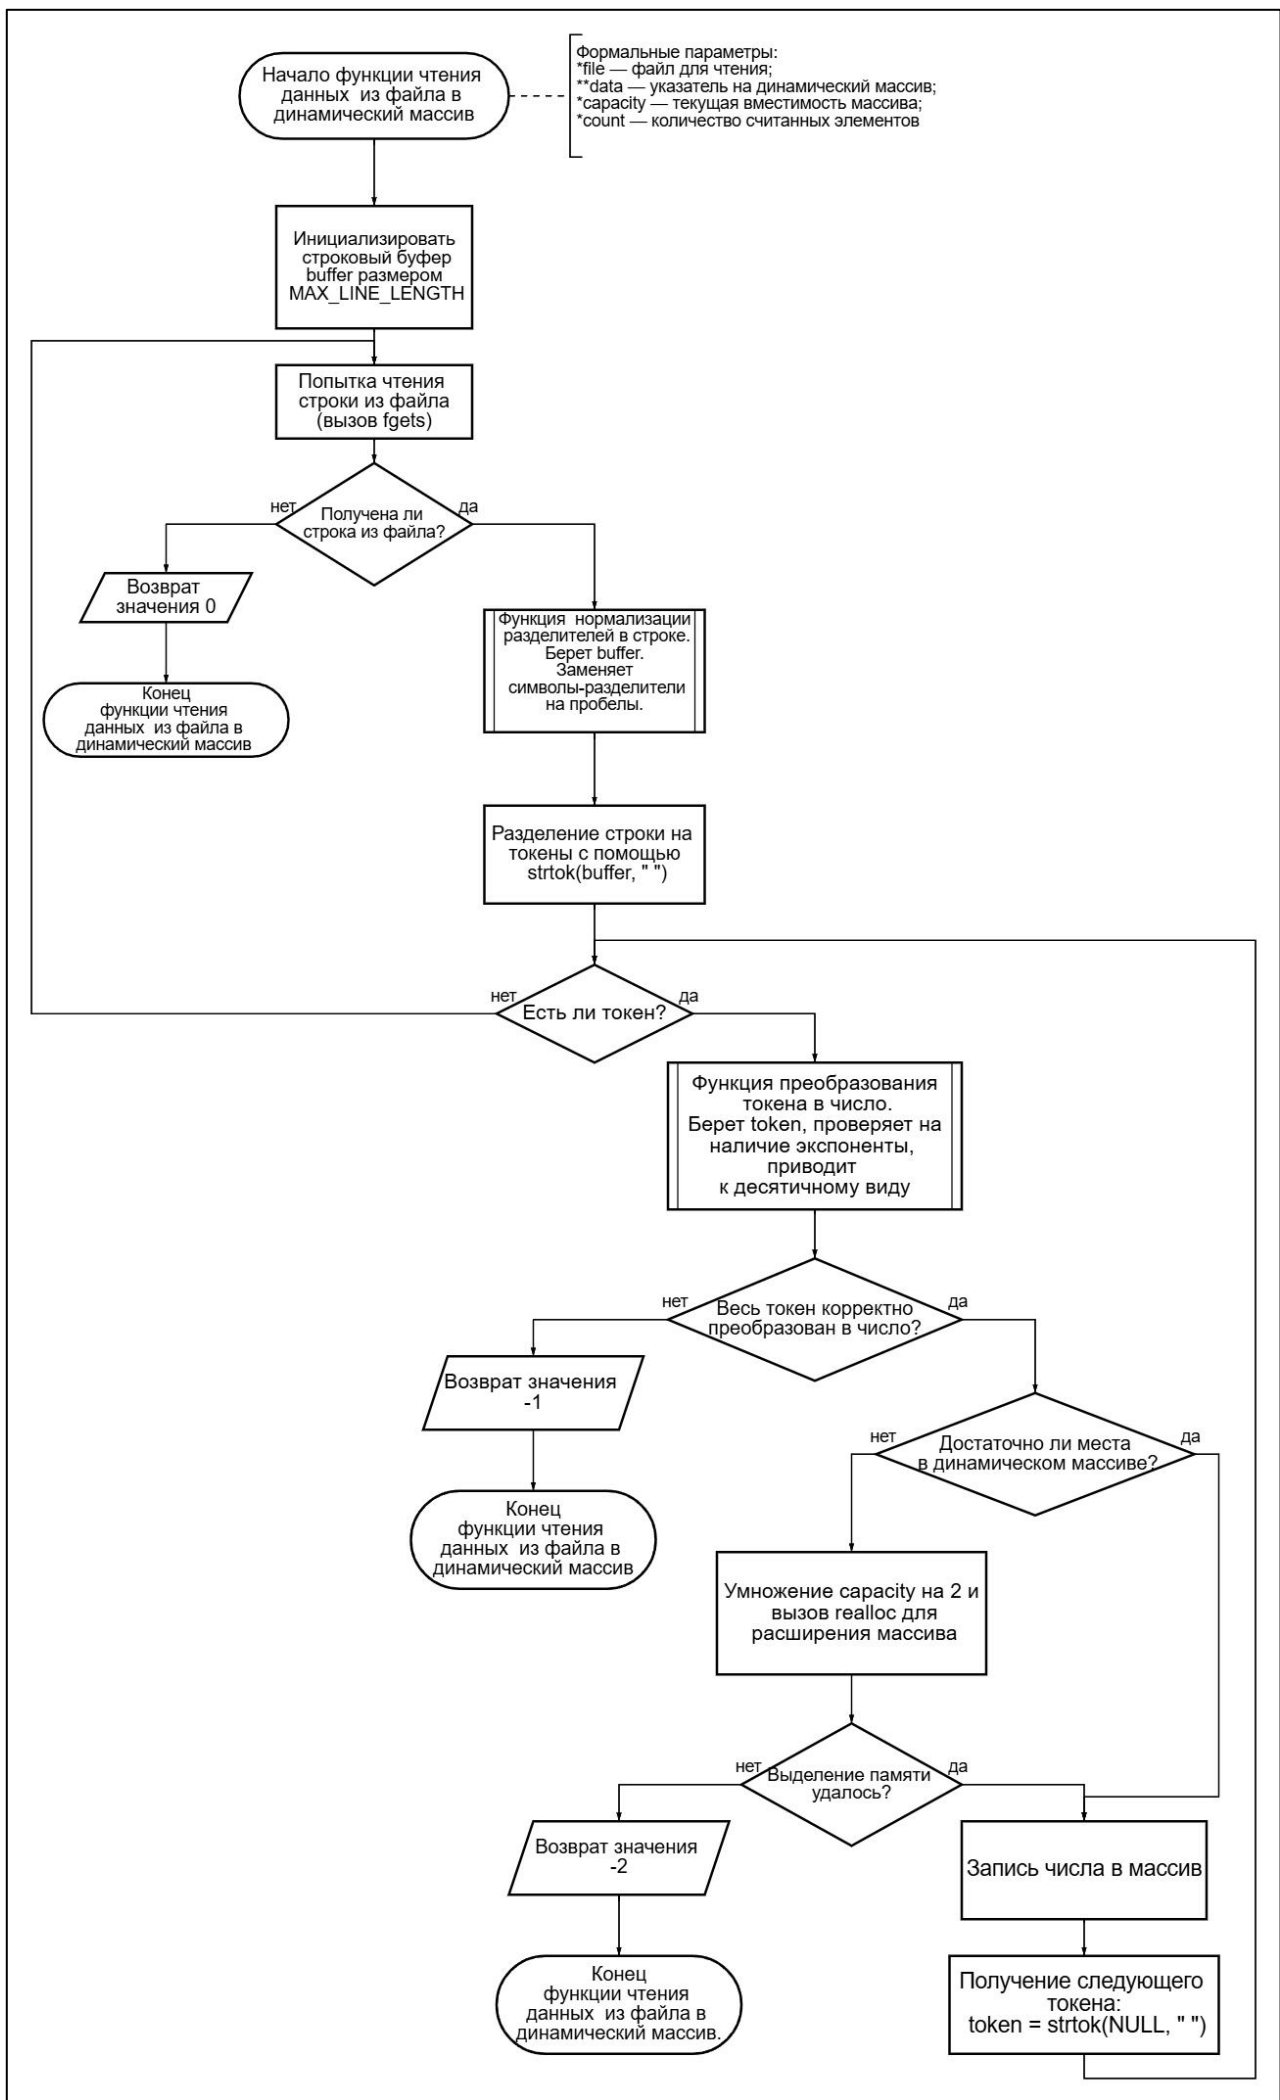 Начало функции чтения
данных из файла в
динамический массив
Формальные параметры:
*file — файл для чтения;
**data — указатель на динамический массив;
*capacity — текущая вместимость массива;
*count — количество считанных элементов
Инициализировать
строковый буфер
buffer размером
MAX_LINE_LENGTH
Попытка чтения
строки из файла
(вызов fgets)
нет
да
Получена ли
строка из файла?
Возврат
значения 0
Конец
функции чтения
данных из файла в
динамический массив
Функция нормализации
разделителей в строке.
Берет buffer.
Заменяет
символы-разделители
на пробелы.
Разделение строки на
токены с помощью
strtok(buffer, " ")
нет
да
Есть ли токен?
Функция преобразования
токена в число.
Берет token, проверяет на
наличие экспоненты,
приводит
к десятичному виду
нет
да
Весь токен корректно
преобразован в число?
Возврат значения
-1
Конец
функции чтения
данных из файла в
динамический массив
нет
да
Достаточно ли места
в динамическом массиве?
Умножение capacity на 2 и
вызов realloc для
расширения массива
нет
да
Выделение памяти
удалось?
Возврат значения
-2
Конец
функции чтения
данных из файла в
динамический массив.
Запись числа в массив
Получение следующего
токена:
token = strtok(NULL, " ")